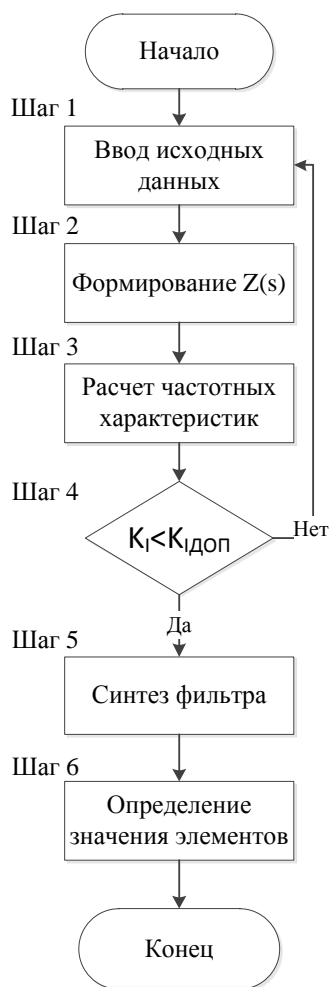 Начало
Шаг 1
Ввод исходных
данных
Шаг 2
Формирование Z(s)
Шаг 3
Расчет частотных
характеристик
Шаг 4
KI<KIДОП
Нет
Да
Шаг 5
Синтез фильтра
Шаг 6
Определение
значения элементов
Конец